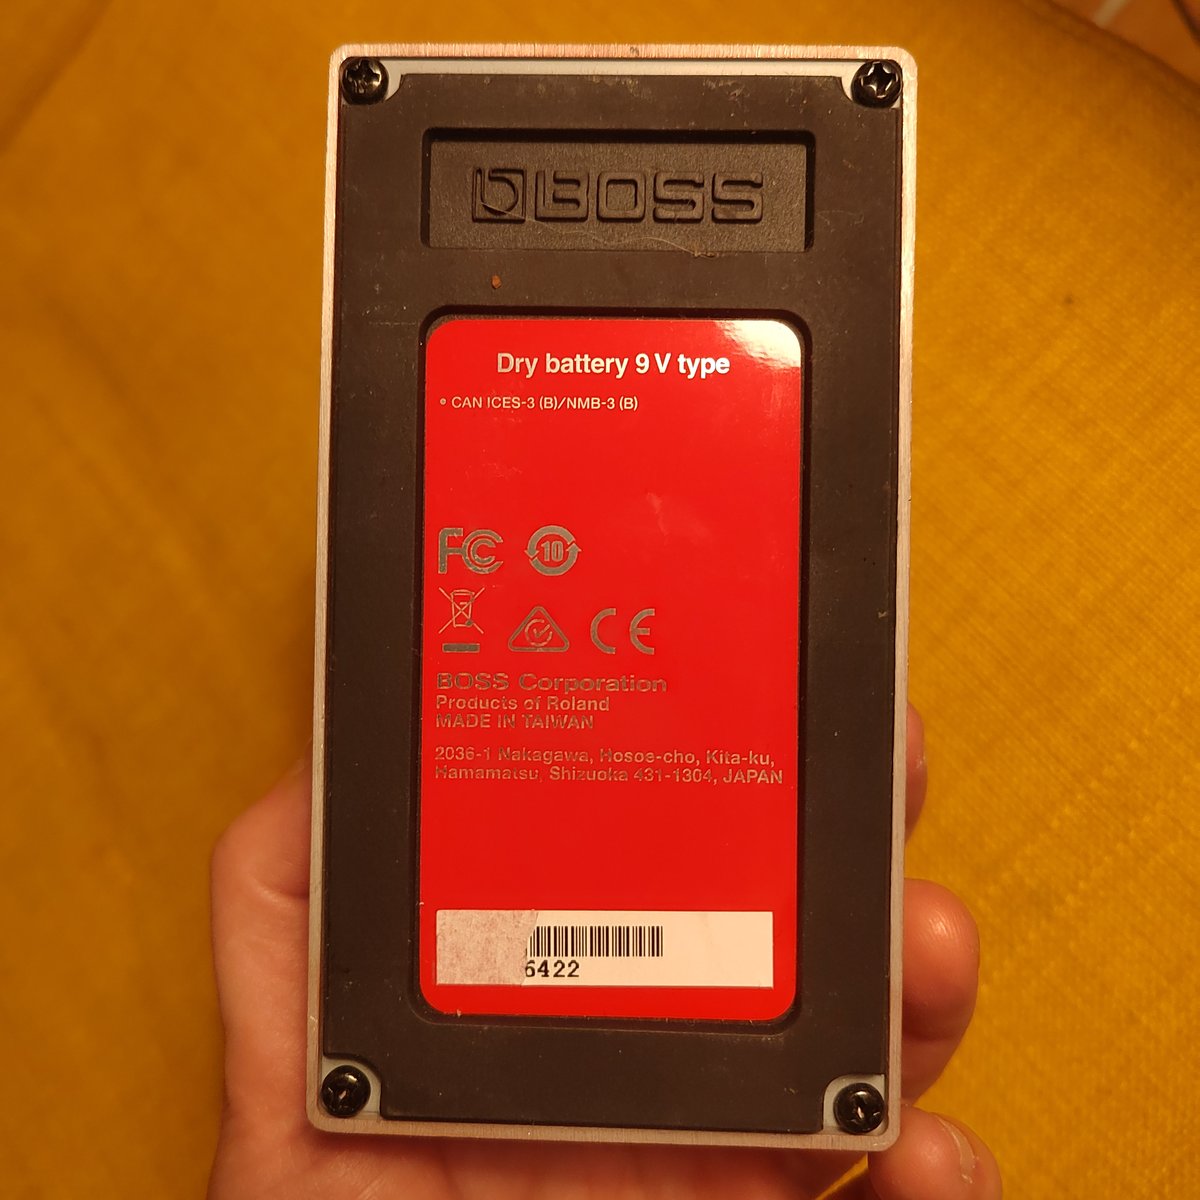 BOSS
Dry battery 9 V type
• CAN ICES-3 (B)/NMB-3 (B)
FC
10
CE
BOSS Corporation
Products of Roland
MADE IN TAIWAN
2036-1 Nakagawa, Hosoe-cho, Kita-ku,
Hamamatsu, Shizuoka 431-1304, JAPAN
6422